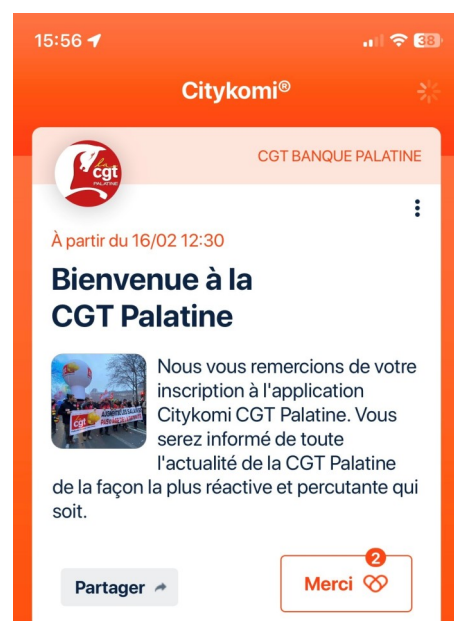 15:56
38
Citykomi®
la
cgt
PALATINE
CGT BANQUE PALATINE
À partir du 16/02 12:30
Bienvenue à la
CGT Palatine
cgt
Nous vous remercions de votre
inscription à l'application
Citykomi CGT Palatine. Vous
serez informé de toute
l'actualité de la CGT Palatine
de la façon la plus réactive et percutante qui
soit.
Partager
2
Merci